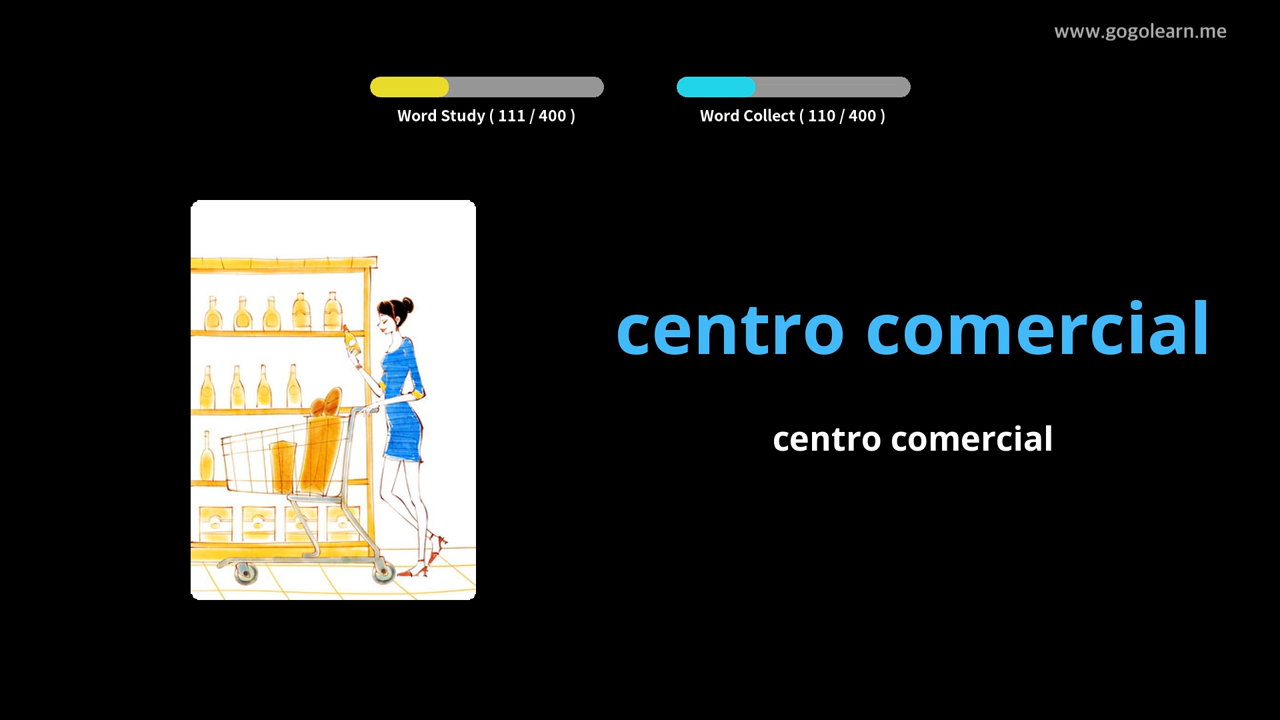 www.gogolearn.me
Word Study ( 111 / 400 )
Word Collect ( 110 / 400 )
centro comercial
centro comercial